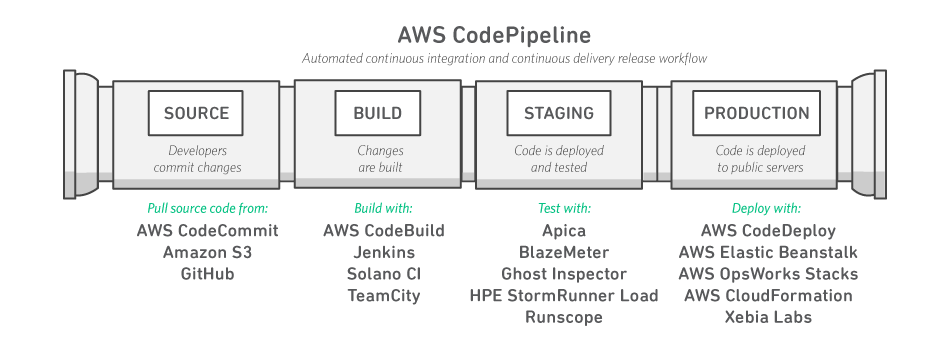 AWS CodePipeline
Automated continuous integration and continuous delivery release workflow
SOURCE
Developers
commit changes
Pull source code from:
AWS CodeCommit
Amazon S3
GitHub
BUILD
Changes
are built
Build with:
AWS CodeBuild
Jenkins
Solano CI
TeamCity
STAGING
Code is deployed
and tested
Test with:
Apica
BlazeMeter
Ghost Inspector
HPE StormRunner Load
Runscope
PRODUCTION
Code is deployed
to public servers
Deploy with:
AWS CodeDeploy
AWS Elastic Beanstalk
AWS OpsWorks Stacks
AWS CloudFormation
Xebia Labs